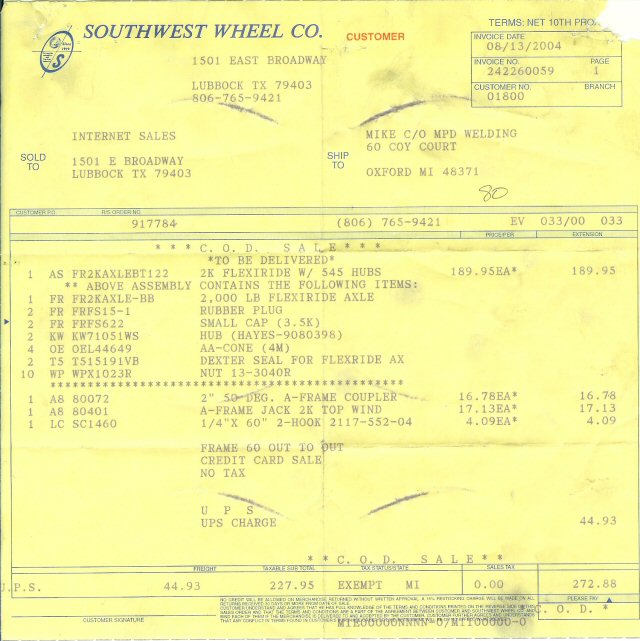 SOUTHWEST WHEEL CO.
CUSTOMER
TERMS: NET 10TH PROX
1501 EAST BROADWAY
LUBBOCK TX 79403
806-765-9421
INVOICE DATE
08/13/2004
INVOICE NO. PAGE
242260059 1
CUSTOMER NO. BRANCH
01800
SOLD TO
INTERNET SALES
1501 E BROADWAY
LUBBOCK TX 79403
SHIP TO
MIKE C/O MPD WELDING
60 COY COURT
OXFORD MI 48371
80
CUSTOMER P.O. R/S ORDER NO.
917784 (806) 765-9421 EV 033/00 033
PRICE/PER EXTENSION
* * * C. O. D. S A L E * * *
*TO BE DELIVERED*
1 AS FR2KAXLEBT122 2K FLEXIRIDE W/ 545 HUBS 189.95EA* 189.95
** ABOVE ASSEMBLY CONTAINS THE FOLLOWING ITEMS:
1 FR FR2KAXLE-BB 2,000 LB FLEXIRIDE AXLE
2 FR FRFS15-1 RUBBER PLUG
2 FR FRFS622 SMALL CAP (3.5K)
2 KW KW71051WS HUB (HAYES-9080398)
4 OE OEL44649 AA-CONE (4M)
2 T5 T515191VB DEXTER SEAL FOR FLEXRIDE AX
10 WP WPX1023R NUT 13-3040R
************************************************
1 A8 80072 2" 50 DEG. A-FRAME COUPLER 16.78EA* 16.78
1 A8 80401 A-FRAME JACK 2K TOP WIND 17.13EA* 17.13
1 LC SC1460 1/4"X 60" 2-HOOK 2117-552-04 4.09EA* 4.09
FRAME 60 OUT TO OUT
CREDIT CARD SALE
NO TAX
U P S
UPS CHARGE 44.93
* * C. O. D. S A L E * *
FREIGHT TAXABLE SUB TOTAL TAX STATUS/STATE SALES TAX PLEASE PAY
U.P.S. 44.93 227.95 EXEMPT MI 0.00 272.88
C. O. D. *
CUSTOMER SIGNATURE